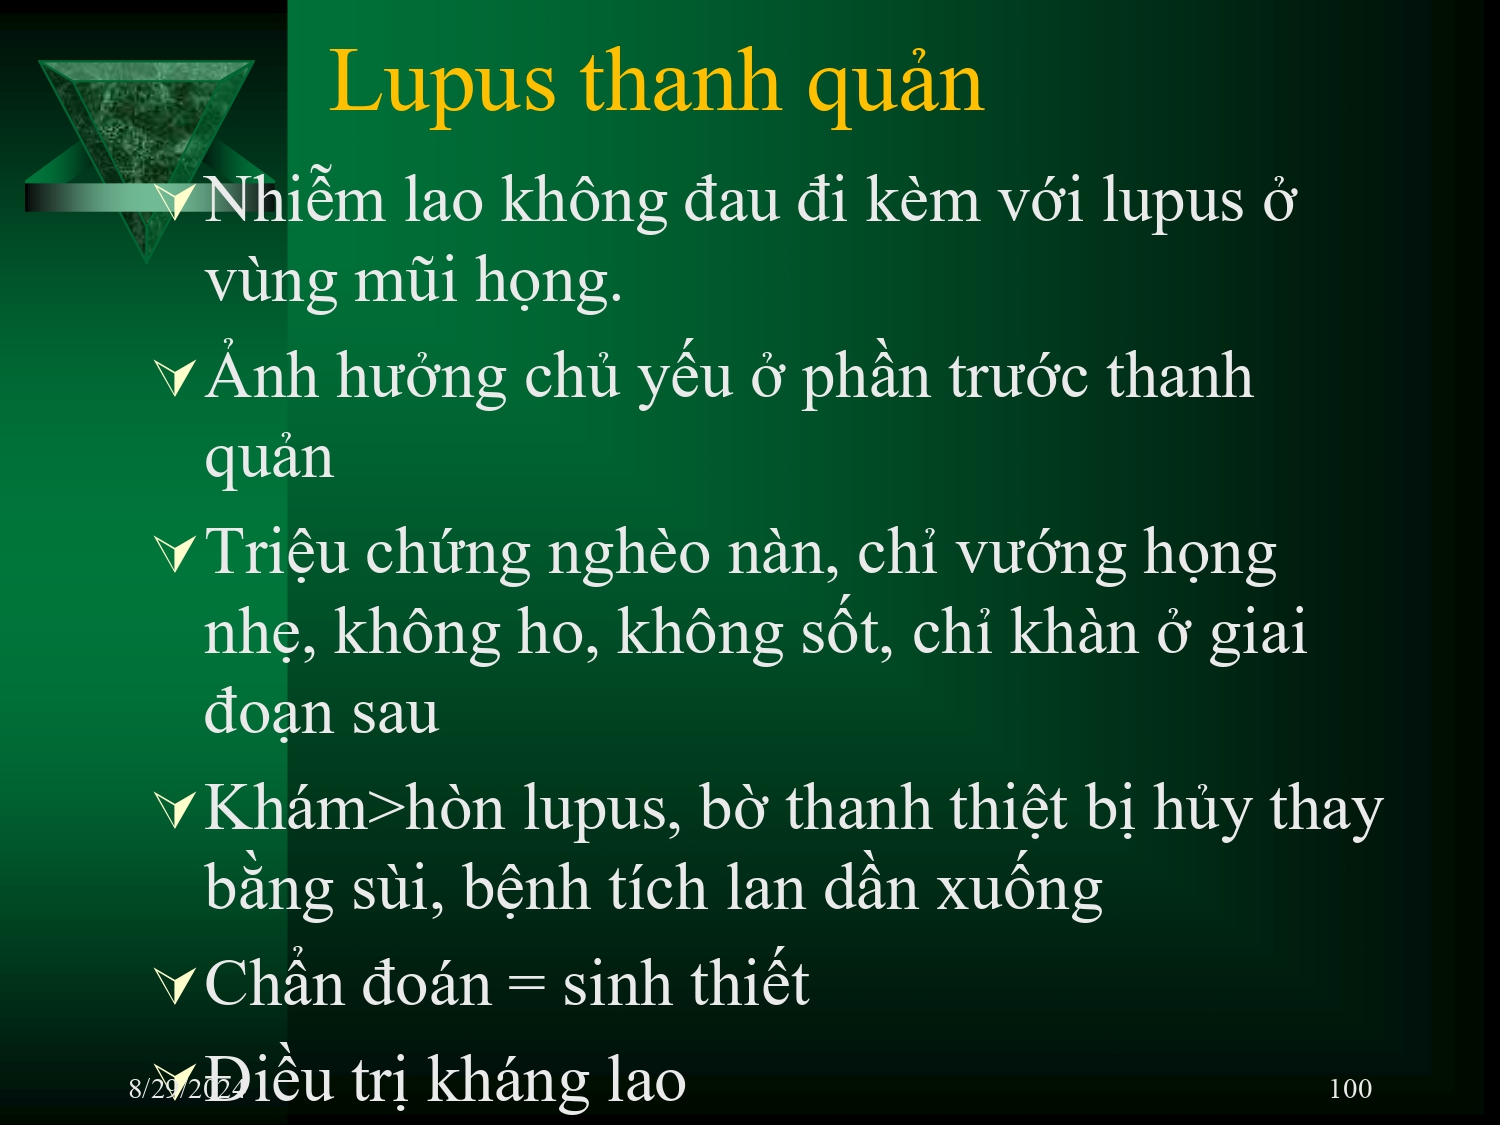 Lupus thanh quản
Nhiễm lao không đau đi kèm với lupus ở
vùng mũi họng.
Ảnh hưởng chủ yếu ở phần trước thanh
quản
Triệu chứng nghèo nàn, chỉ vướng họng
nhẹ, không ho, không sốt, chỉ khàn ở giai
đoạn sau
Khám>hòn lupus, bờ thanh thiệt bị hủy thay
bằng sùi, bệnh tích lan dần xuống
Chẩn đoán = sinh thiết
Điều trị kháng lao
8/29/2024
100